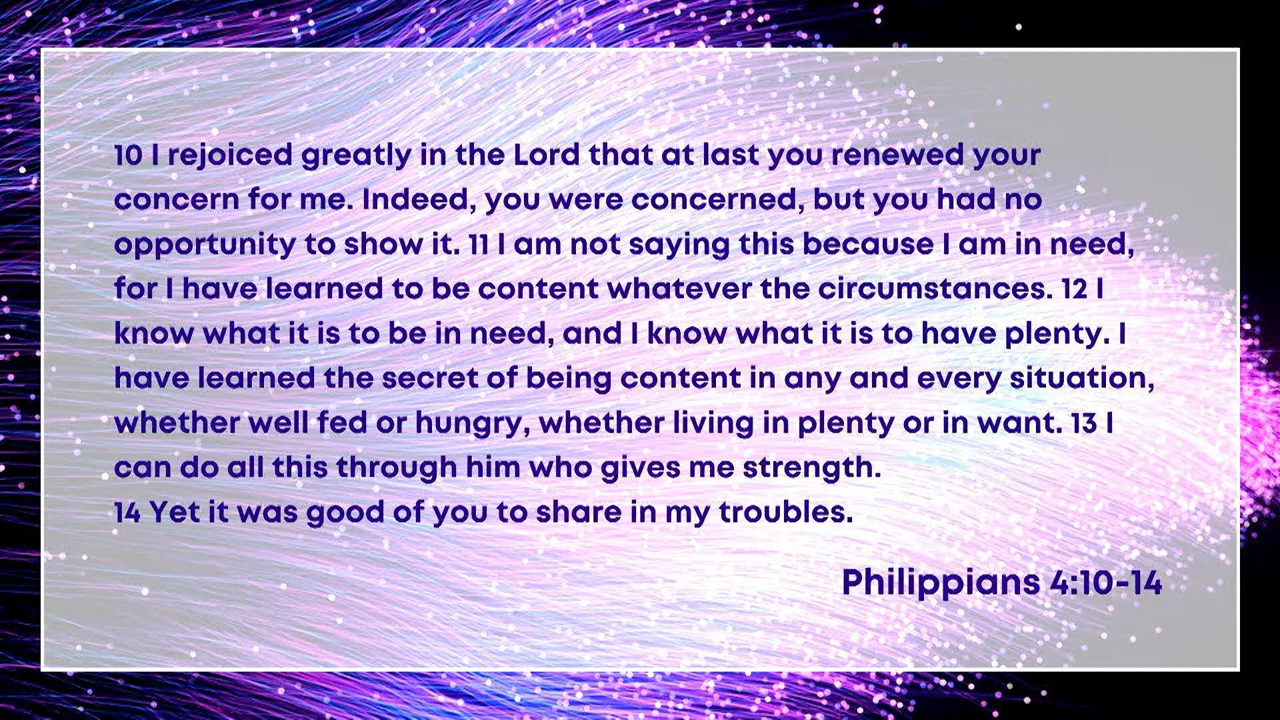 10 I rejoiced greatly in the Lord that at last you renewed your
concern for me. Indeed, you were concerned, but you had no
opportunity to show it. 11 I am not saying this because I am in need,
for I have learned to be content whatever the circumstances. 12 I
know what it is to be in need, and I know what it is to have plenty. I
have learned the secret of being content in any and every situation,
whether well fed or hungry, whether living in plenty or in want. 13 I
can do all this through him who gives me strength.
14 Yet it was good of you to share in my troubles.
Philippians 4:10-14